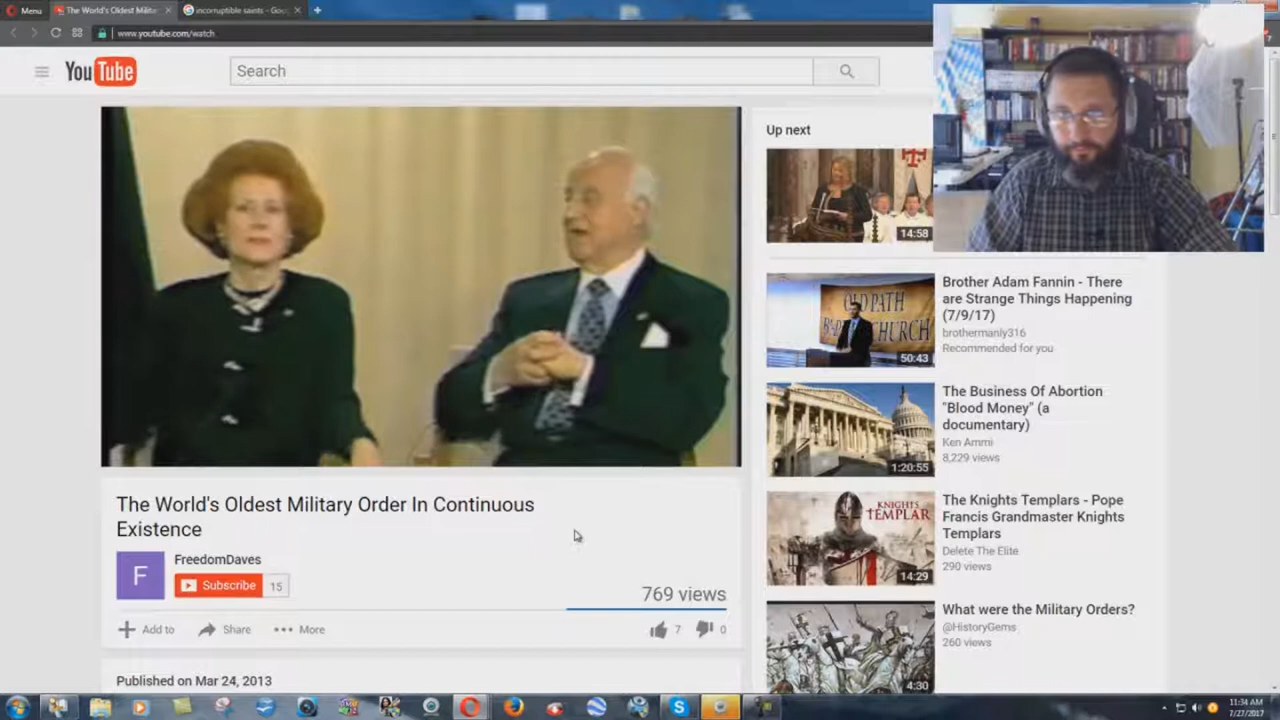 Menu
The World's Oldest Militar
incorruptible saints - Goo
www.youtube.com/watch
YouTube
Search
Up next
14:58
Brother Adam Fannin - There
are Strange Things Happening
(7/9/17)
brothermanly316
Recommended for you
OLD PATH
CHURCH
50:43
The Business Of Abortion
"Blood Money" (a
documentary)
Ken Ammi
8,229 views
1:20:55
The Knights Templars - Pope
Francis Grandmaster Knights
Templars
Delete The Elite
290 views
KNIGHTS
TEMPLAR
14:29
What were the Military Orders?
@HistoryGems
260 views
4:30
The World's Oldest Military Order In Continuous
Existence
F
FreedomDaves
Subscribe
15
769 views
Add to
Share
More
7
0
Published on Mar 24, 2013
11:34 AM
7/27/2017